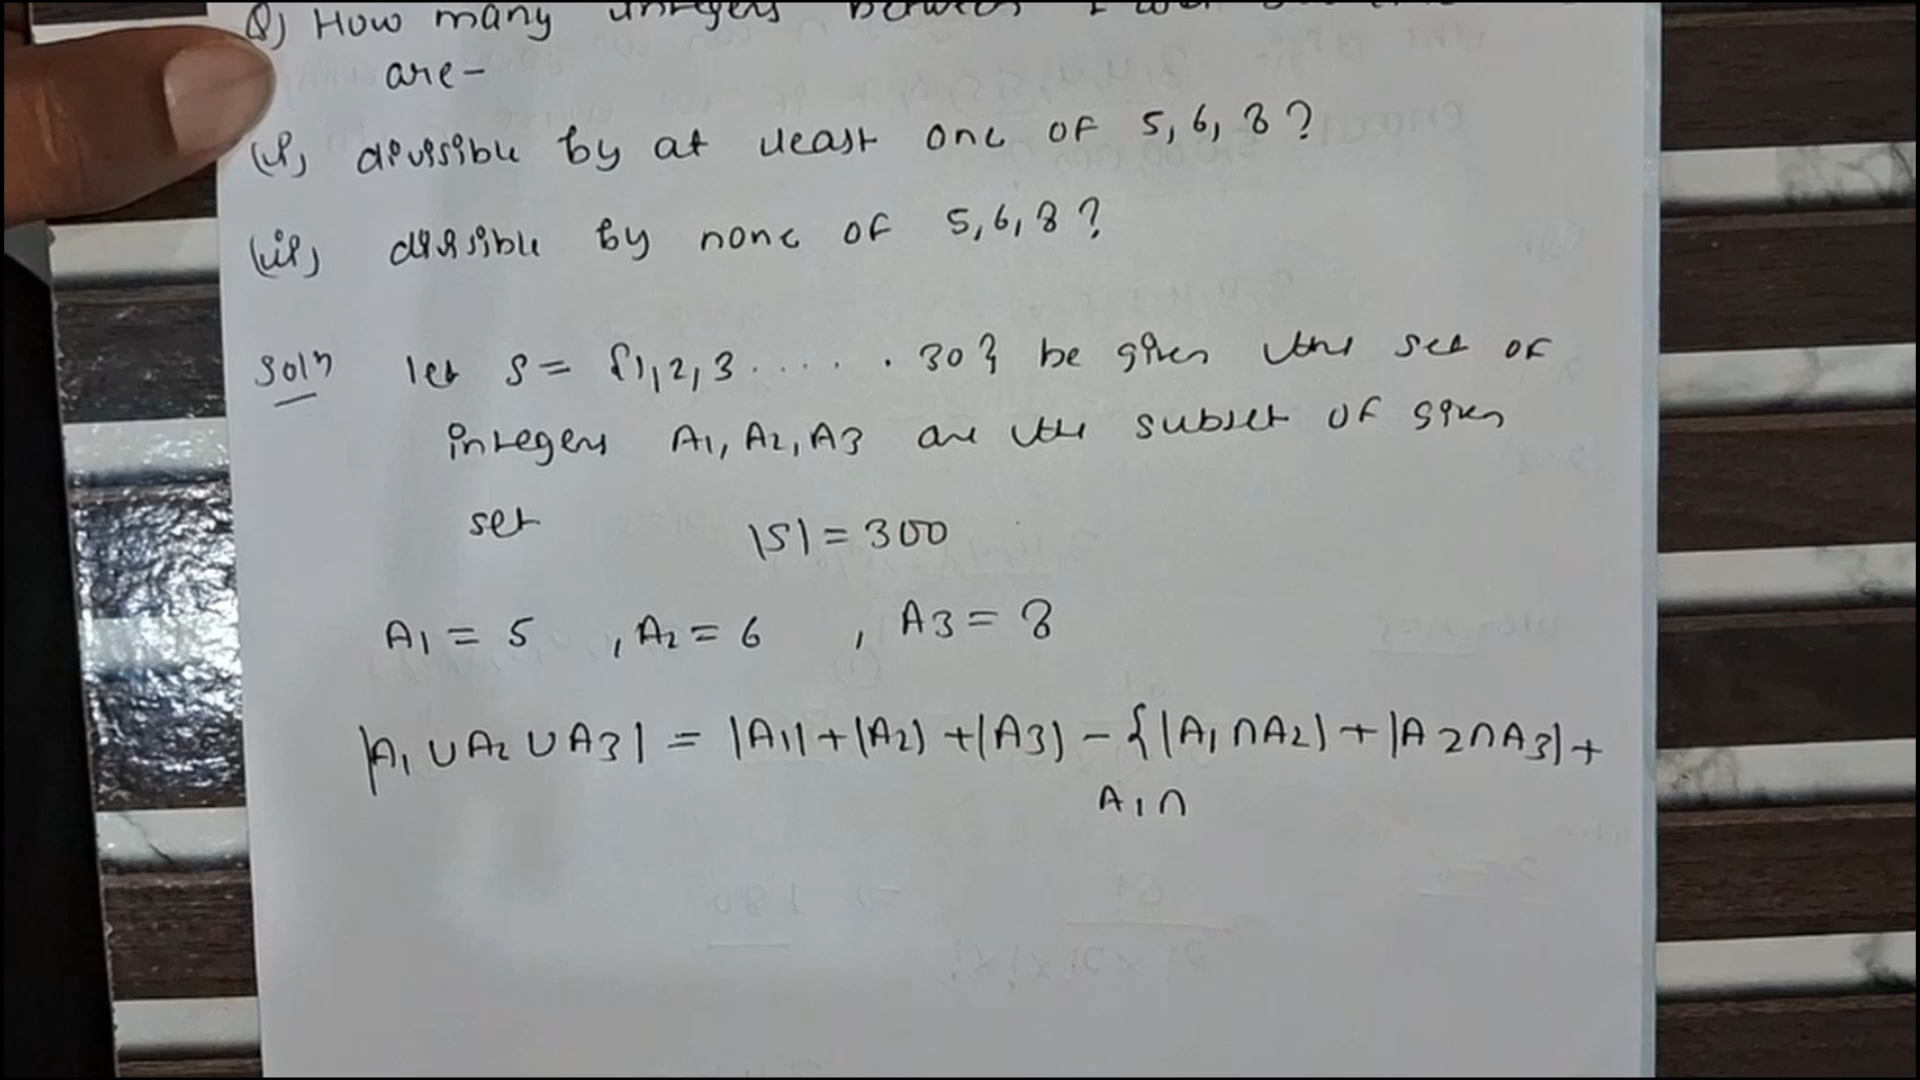 Q) How many integers between
are-
(i) divisible by at least one of 5, 6, 8?
(ii) divisible by none of 5, 6, 8?
Soln let S = {1, 2, 3 . . . . . 30} be given the set of
integers A1, A2, A3 are the subset of given
set |S| = 300
A1 = 5 , A2 = 6 , A3 = 8
|A1 ∪ A2 ∪ A3| = |A1| + |A2| + |A3| - {|A1 ∩ A2| + |A2 ∩ A3| +
A1 ∩